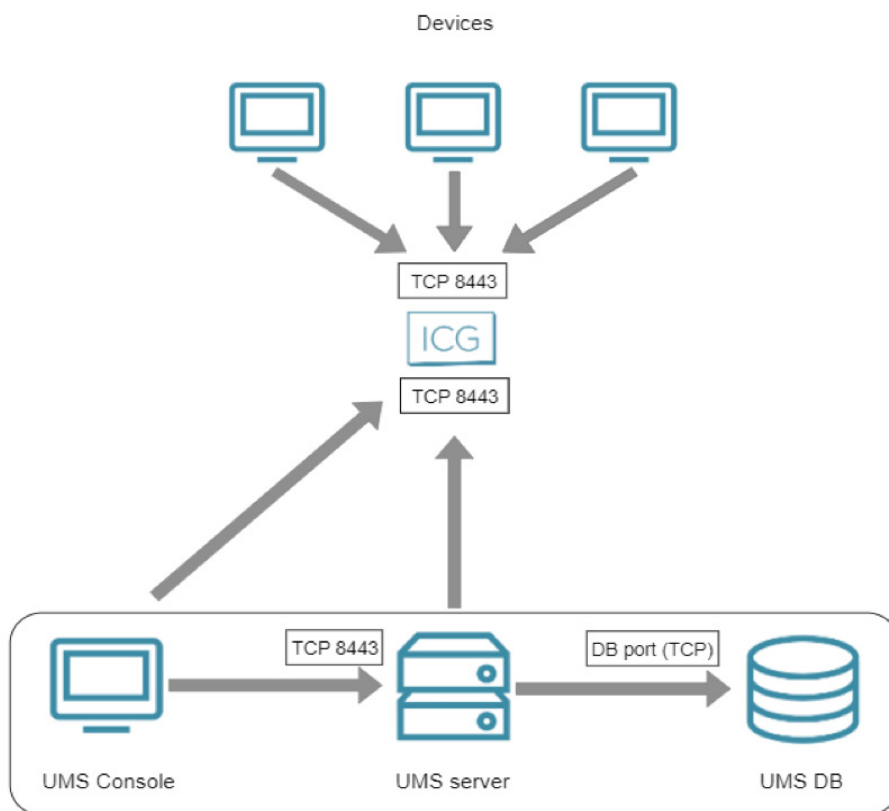 Devices
TCP 8443
ICG
TCP 8443
TCP 8443
DB port (TCP)
UMS Console
UMS server
UMS DB